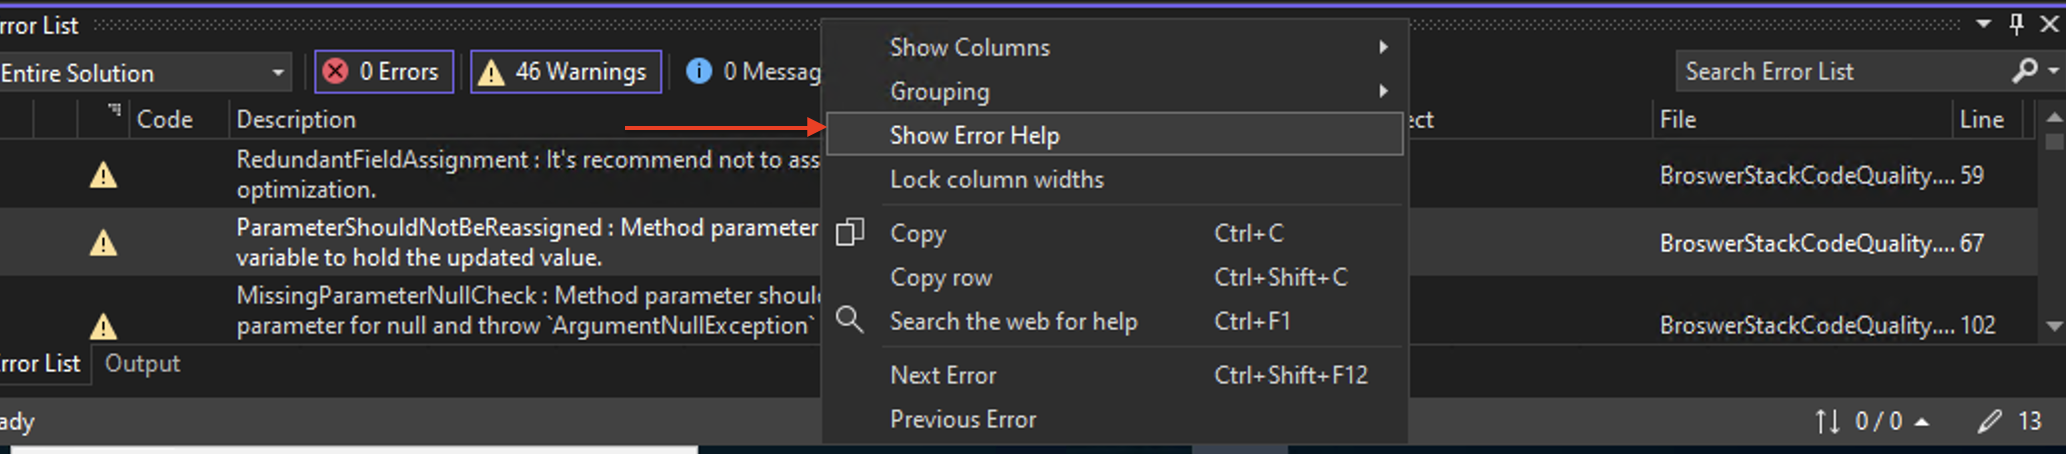 rror List
Entire Solution
0 Errors
46 Warnings
0 Messag
Search Error List
Code
Description
ect
File
Line
RedundantFieldAssignment : It's recommend not to ass
optimization.
BroswerStackCodeQuality....
59
ParameterShouldNotBeReassigned : Method parameter
variable to hold the updated value.
BroswerStackCodeQuality....
67
MissingParameterNullCheck : Method parameter shoul
parameter for null and throw `ArgumentNullException`
BroswerStackCodeQuality....
102
Show Columns
Grouping
Show Error Help
Lock column widths
Copy Ctrl+C
Copy row Ctrl+Shift+C
Search the web for help Ctrl+F1
Next Error Ctrl+Shift+F12
Previous Error
rror List
Output
ady
0 / 0
13